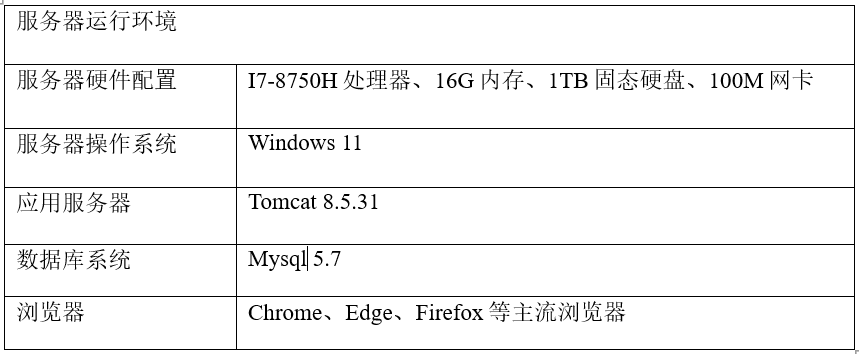 服务器运行环境
服务器硬件配置 I7-8750H 处理器、16G 内存、1TB 固态硬盘、100M 网卡
服务器操作系统 Windows 11
应用服务器 Tomcat 8.5.31
数据库系统 Mysql 5.7
浏览器 Chrome、Edge、Firefox 等主流浏览器